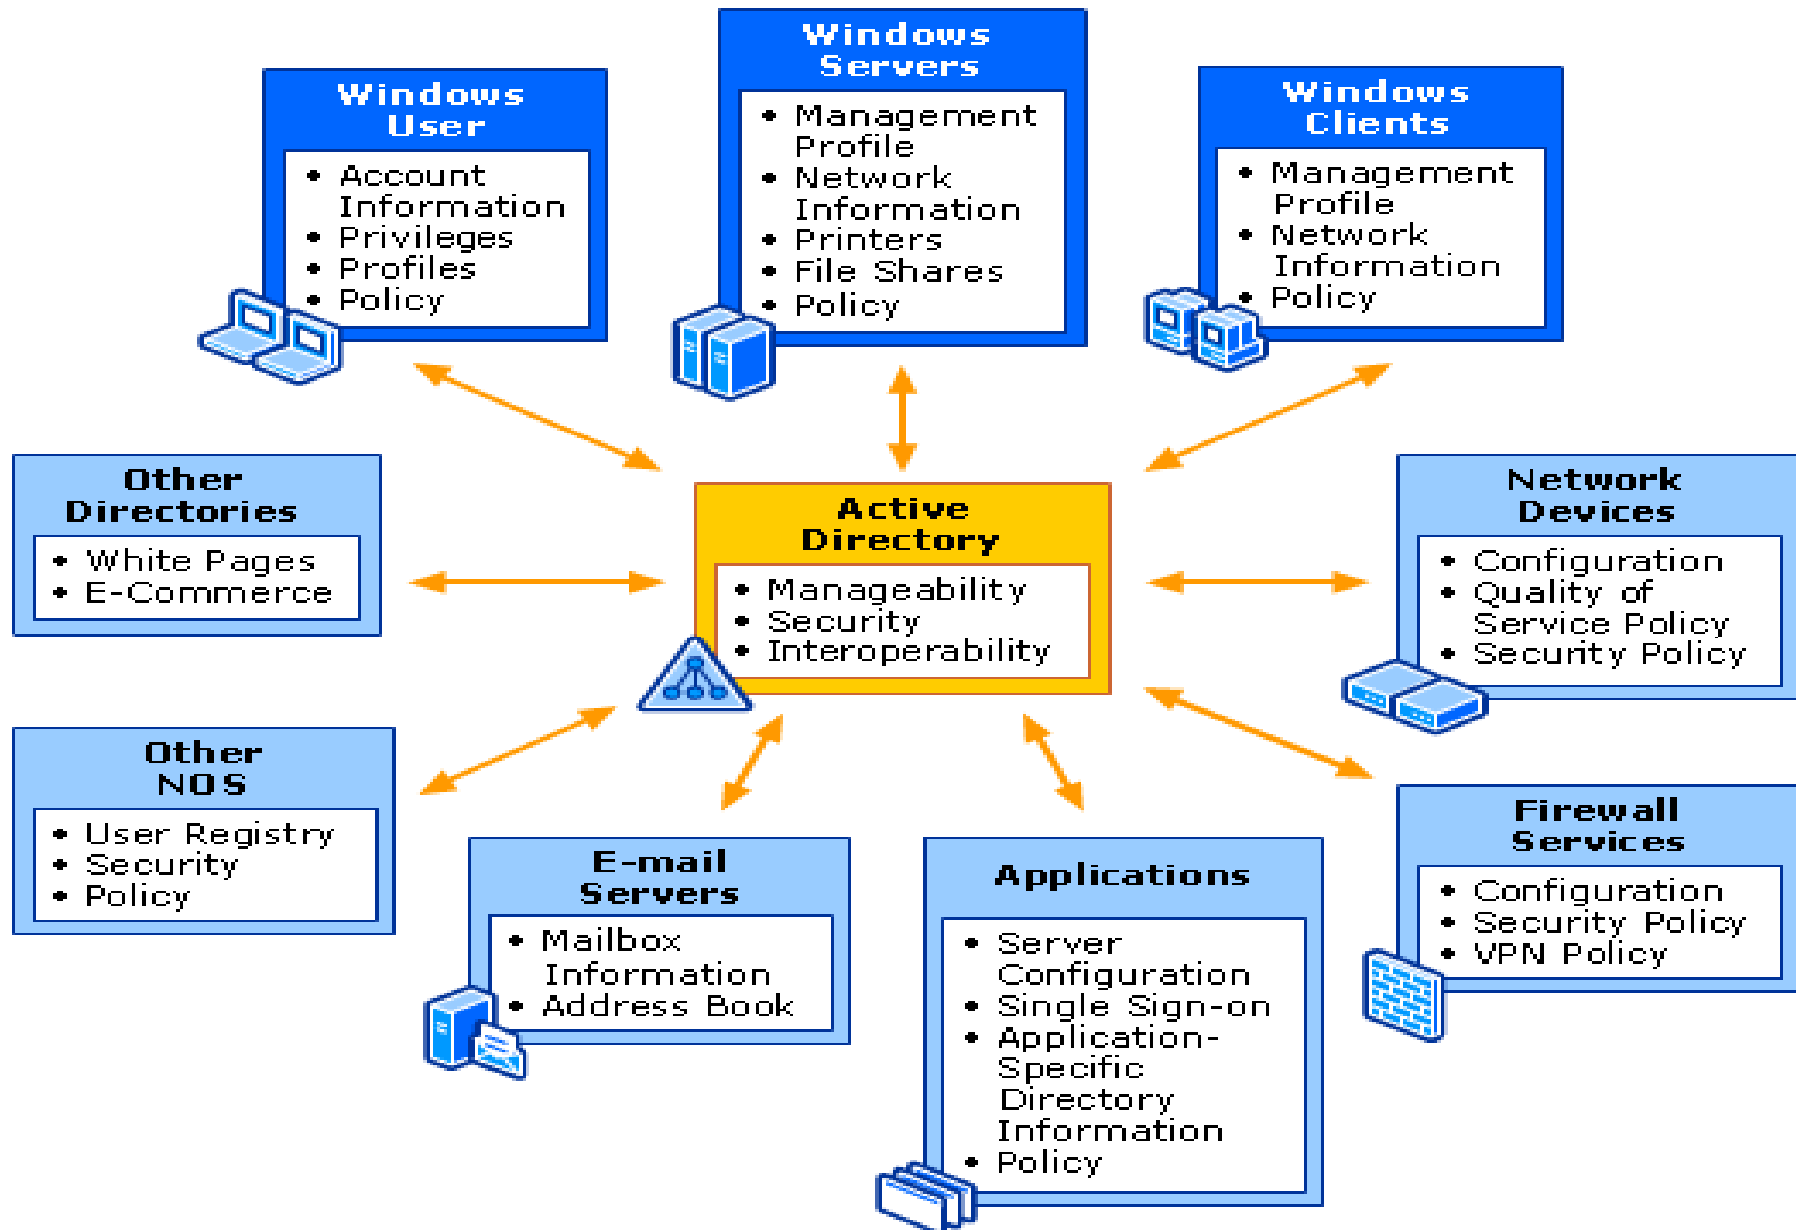 Windows
User
• Account
Information
• Privileges
• Profiles
• Policy
Windows
Servers
• Management
Profile
• Network
Information
• Printers
• File Shares
• Policy
Windows
Clients
• Management
Profile
• Network
Information
• Policy
Other
Directories
• White Pages
• E-Commerce
Active
Directory
• Manageability
• Security
• Interoperability
Network
Devices
• Configuration
• Quality of
Service Policy
• Security Policy
Other
NOS
• User Registry
• Security
• Policy
E-mail
Servers
• Mailbox
Information
• Address Book
Applications
• Server
Configuration
• Single Sign-on
• Application-
Specific
Directory
Information
• Policy
Firewall
Services
• Configuration
• Security Policy
• VPN Policy